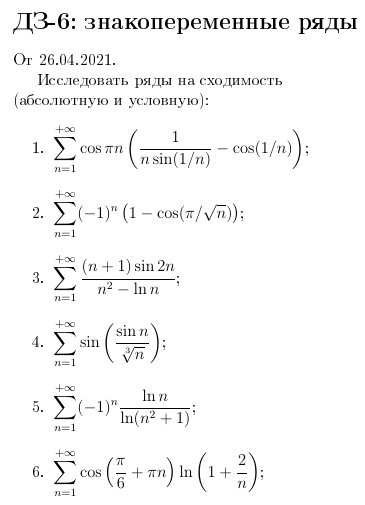 ДЗ-6: знакопеременные ряды
От 26.04.2021.
Исследовать ряды на сходимость
(абсолютную и условную):
1. $\sum_{n=1}^{+\infty} \cos \pi n \left( \frac{1}{n \sin(1/n)} - \cos(1/n) \right)$;
2. $\sum_{n=1}^{+\infty} (-1)^n \left( 1 - \cos(\pi/\sqrt{n}) \right)$;
3. $\sum_{n=1}^{+\infty} \frac{(n+1) \sin 2n}{n^2 - \ln n}$;
4. $\sum_{n=1}^{+\infty} \sin \left( \frac{\sin n}{\sqrt[3]{n}} \right)$;
5. $\sum_{n=1}^{+\infty} (-1)^n \frac{\ln n}{\ln(n^2+1)}$;
6. $\sum_{n=1}^{+\infty} \cos \left( \frac{\pi}{6} + \pi n \right) \ln \left( 1 + \frac{2}{n} \right)$;